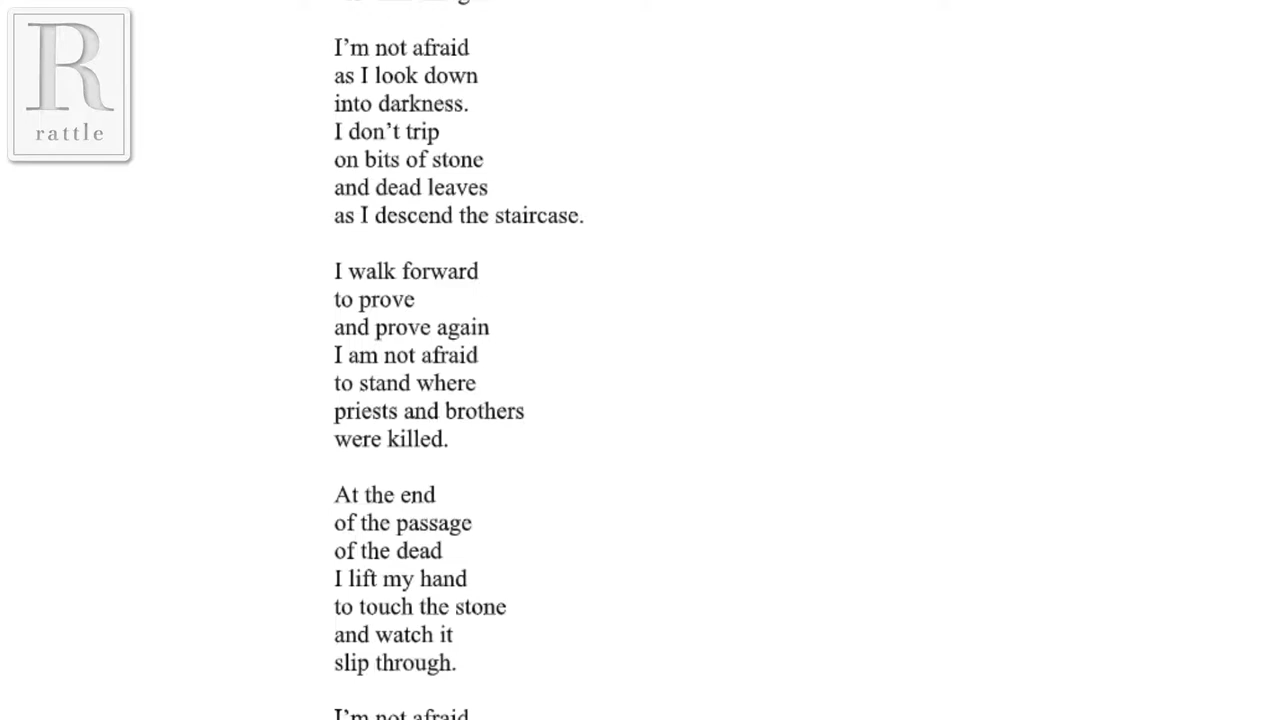 R
rattle
I'm not afraid
as I look down
into darkness.
I don't trip
on bits of stone
and dead leaves
as I descend the staircase.
I walk forward
to prove
and prove again
I am not afraid
to stand where
priests and brothers
were killed.
At the end
of the passage
of the dead
I lift my hand
to touch the stone
and watch it
slip through.
I'm not afraid